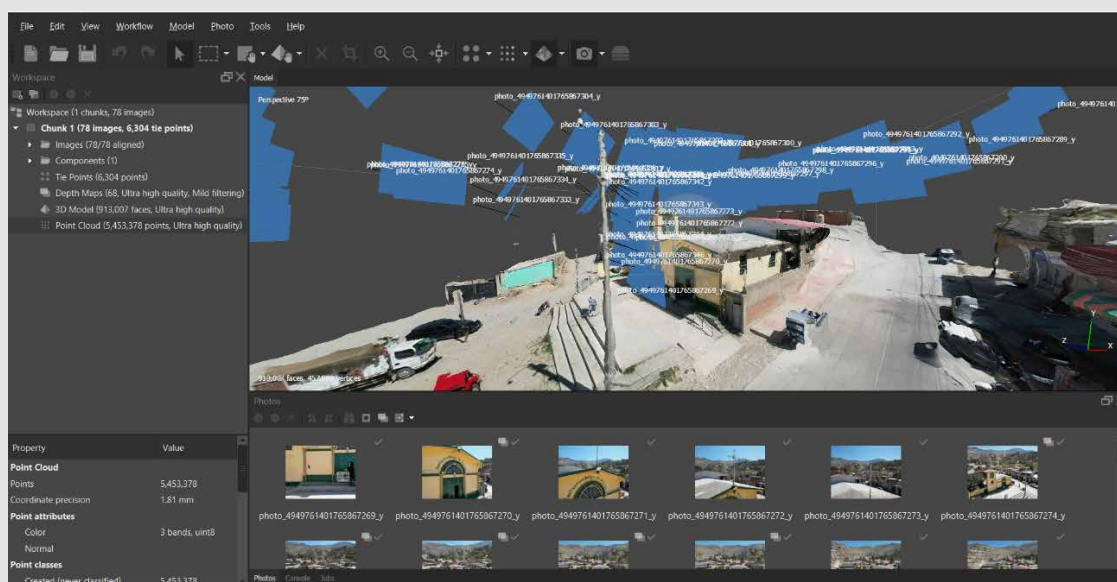 File Edit View Workflow Model Photo Tools Help
Workspace
Model
Workspace (1 chunks, 78 images)
Chunk 1 (78 images, 6,304 tie points)
Images (78/78 aligned)
Components (1)
Tie Points (6,304 points)
Depth Maps (68, Ultra high quality, Mild filtering)
3D Model (913,007 faces, Ultra high quality)
Point Cloud (5,453,378 points, Ultra high quality)
Perspective 75°
photo_4949761401765867304_y
photo_4949761401765867303_y
photo_4949761401765867292_y
photo_4949761401765867289_y
photo_4949761401765867335_y
photo_4949761401765867334_y
photo_4949761401765867333_y
photo_4949761401765867342_y
photo_4949761401765867343_y
photo_4949761401765867273_y
photo_4949761401765867272_y
photo_4949761401765867269_y
faces, vertices
Z Y X
Photos
Property Value
Point Cloud
Points 5,453,378
Coordinate precision 1.81 mm
Point attributes
Color 3 bands, uint8
Normal
Point classes
Created (never classified) 5,453,378
photo_4949761401765867269_y photo_4949761401765867270_y photo_4949761401765867271_y photo_4949761401765867272_y photo_4949761401765867273_y photo_4949761401765867274_y
Photos Console Jobs